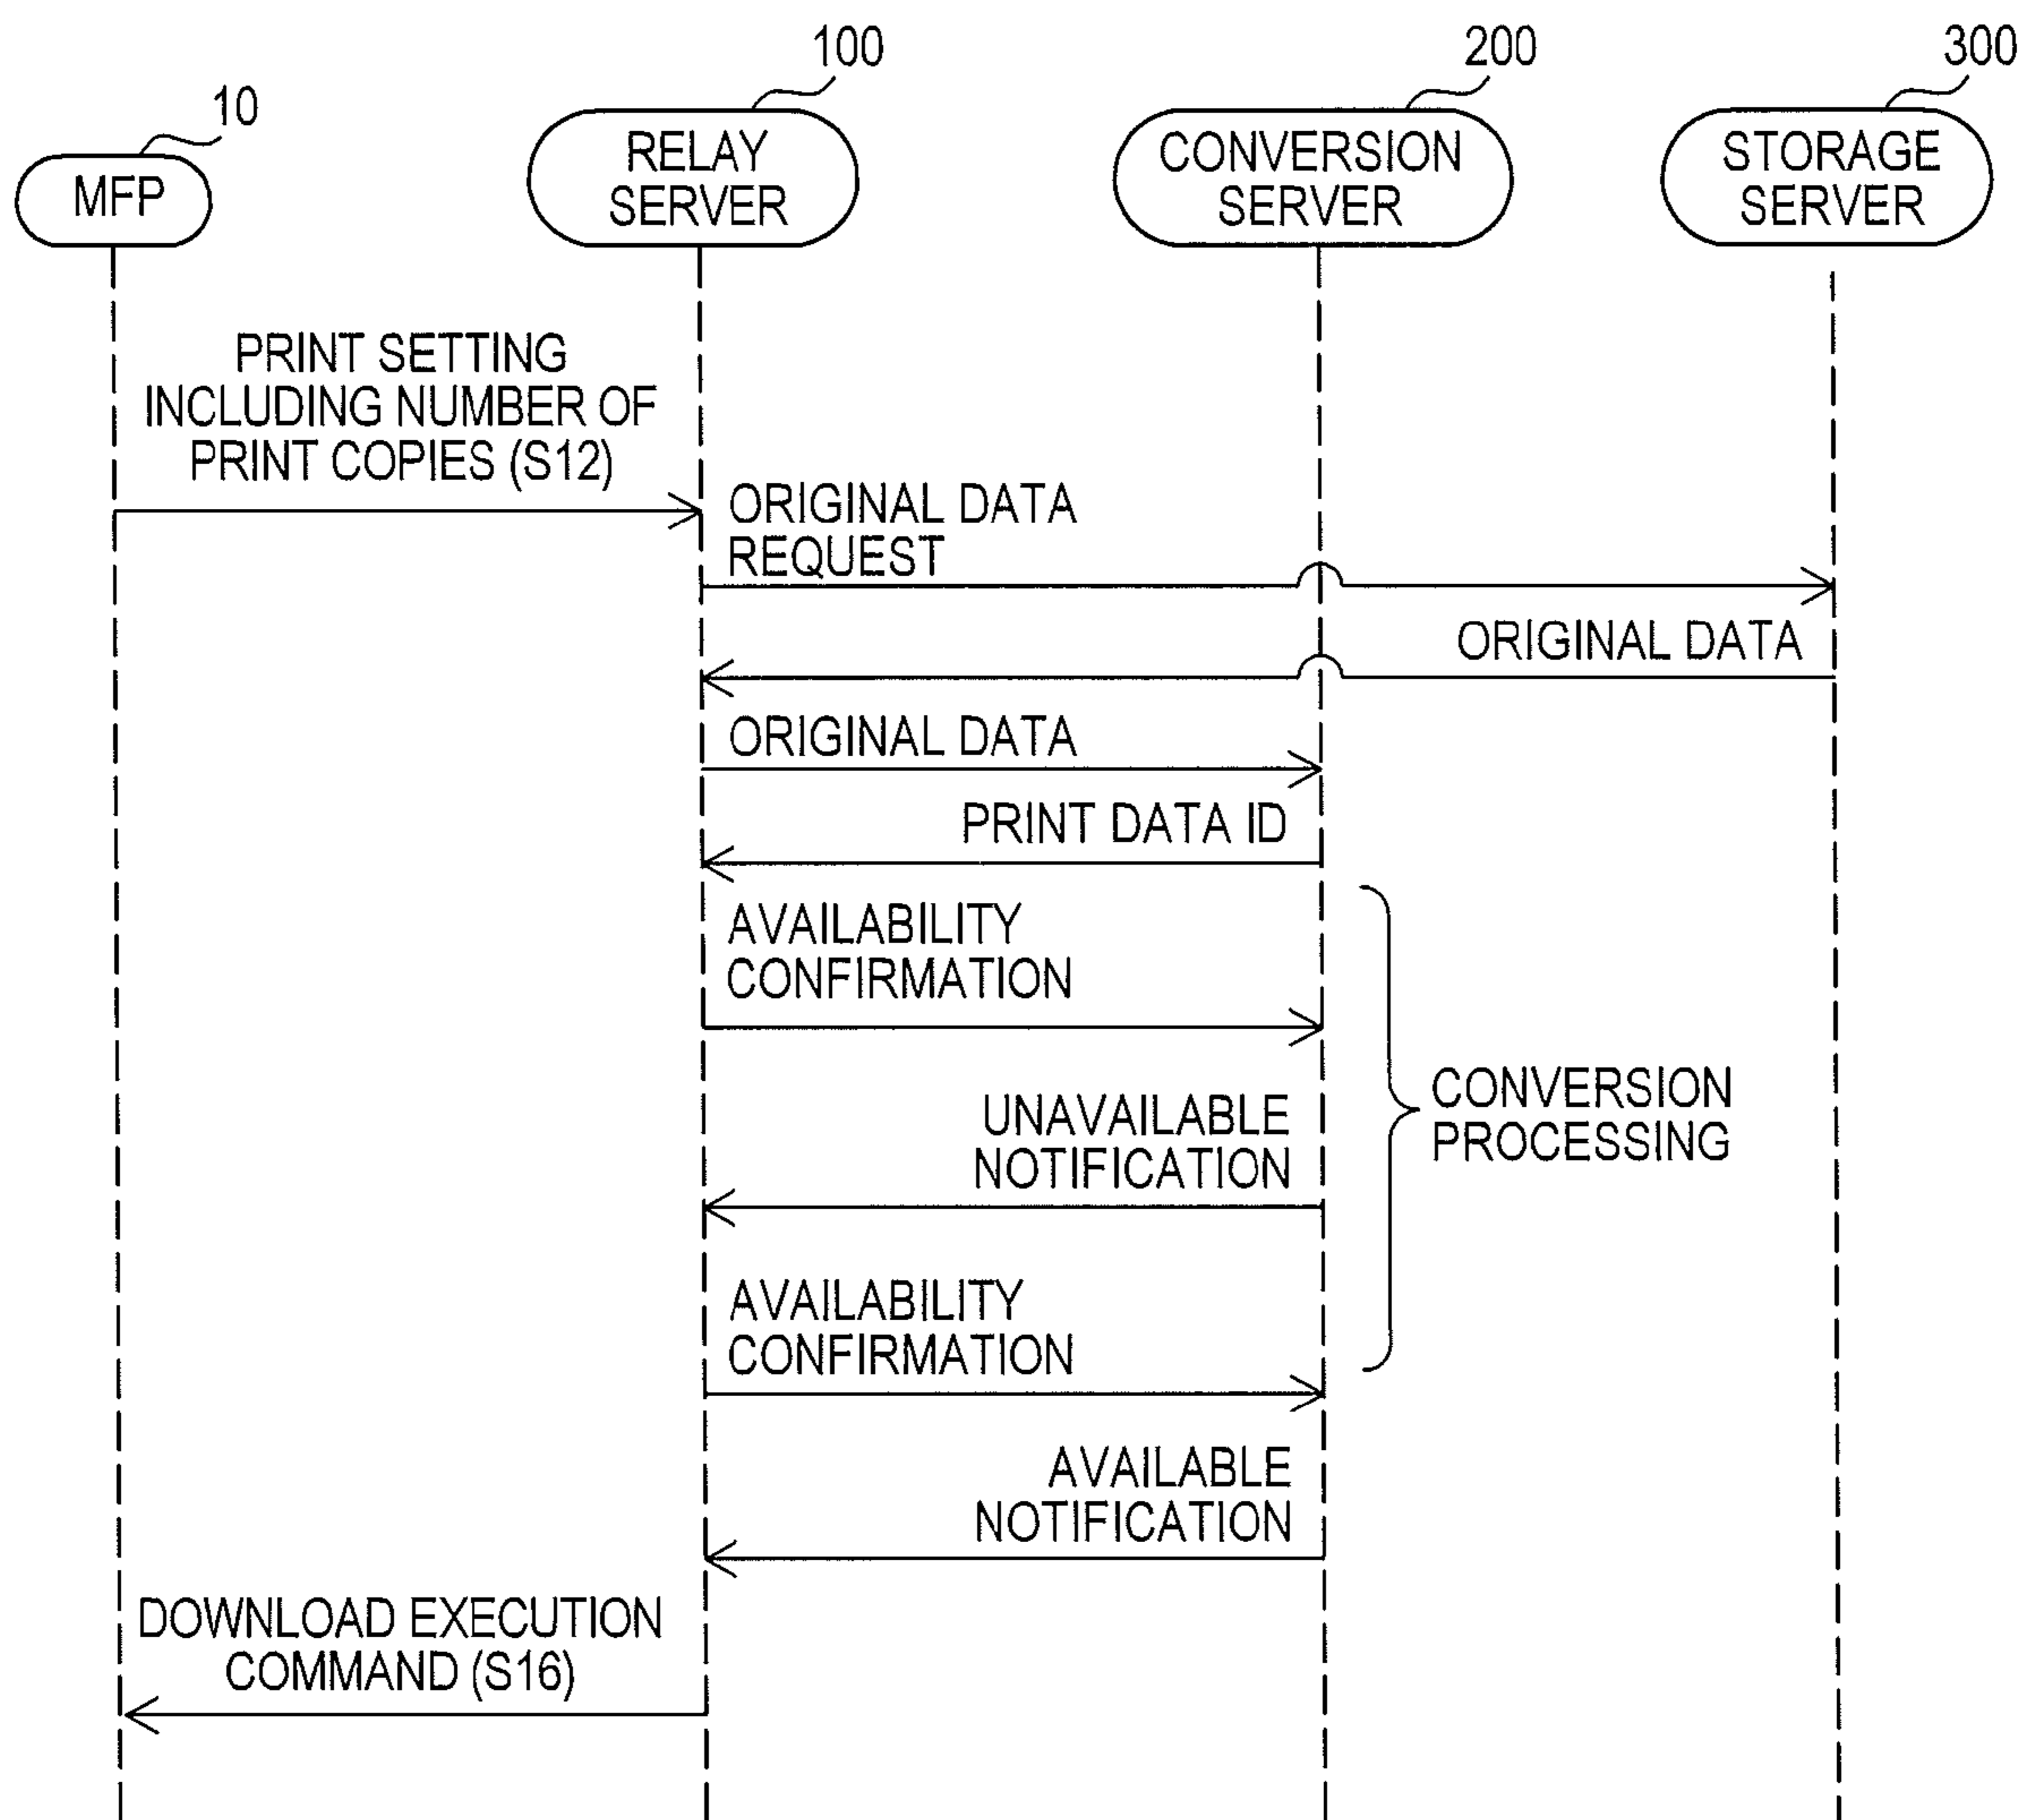 100
200
300
10
MFP
RELAY
SERVER
CONVERSION
SERVER
STORAGE
SERVER
PRINT SETTING
INCLUDING NUMBER OF
PRINT COPIES (S12)
ORIGINAL DATA
REQUEST
ORIGINAL DATA
ORIGINAL DATA
PRINT DATA ID
AVAILABILITY
CONFIRMATION
UNAVAILABLE
NOTIFICATION
CONVERSION
PROCESSING
AVAILABILITY
CONFIRMATION
AVAILABLE
NOTIFICATION
DOWNLOAD EXECUTION
COMMAND (S16)